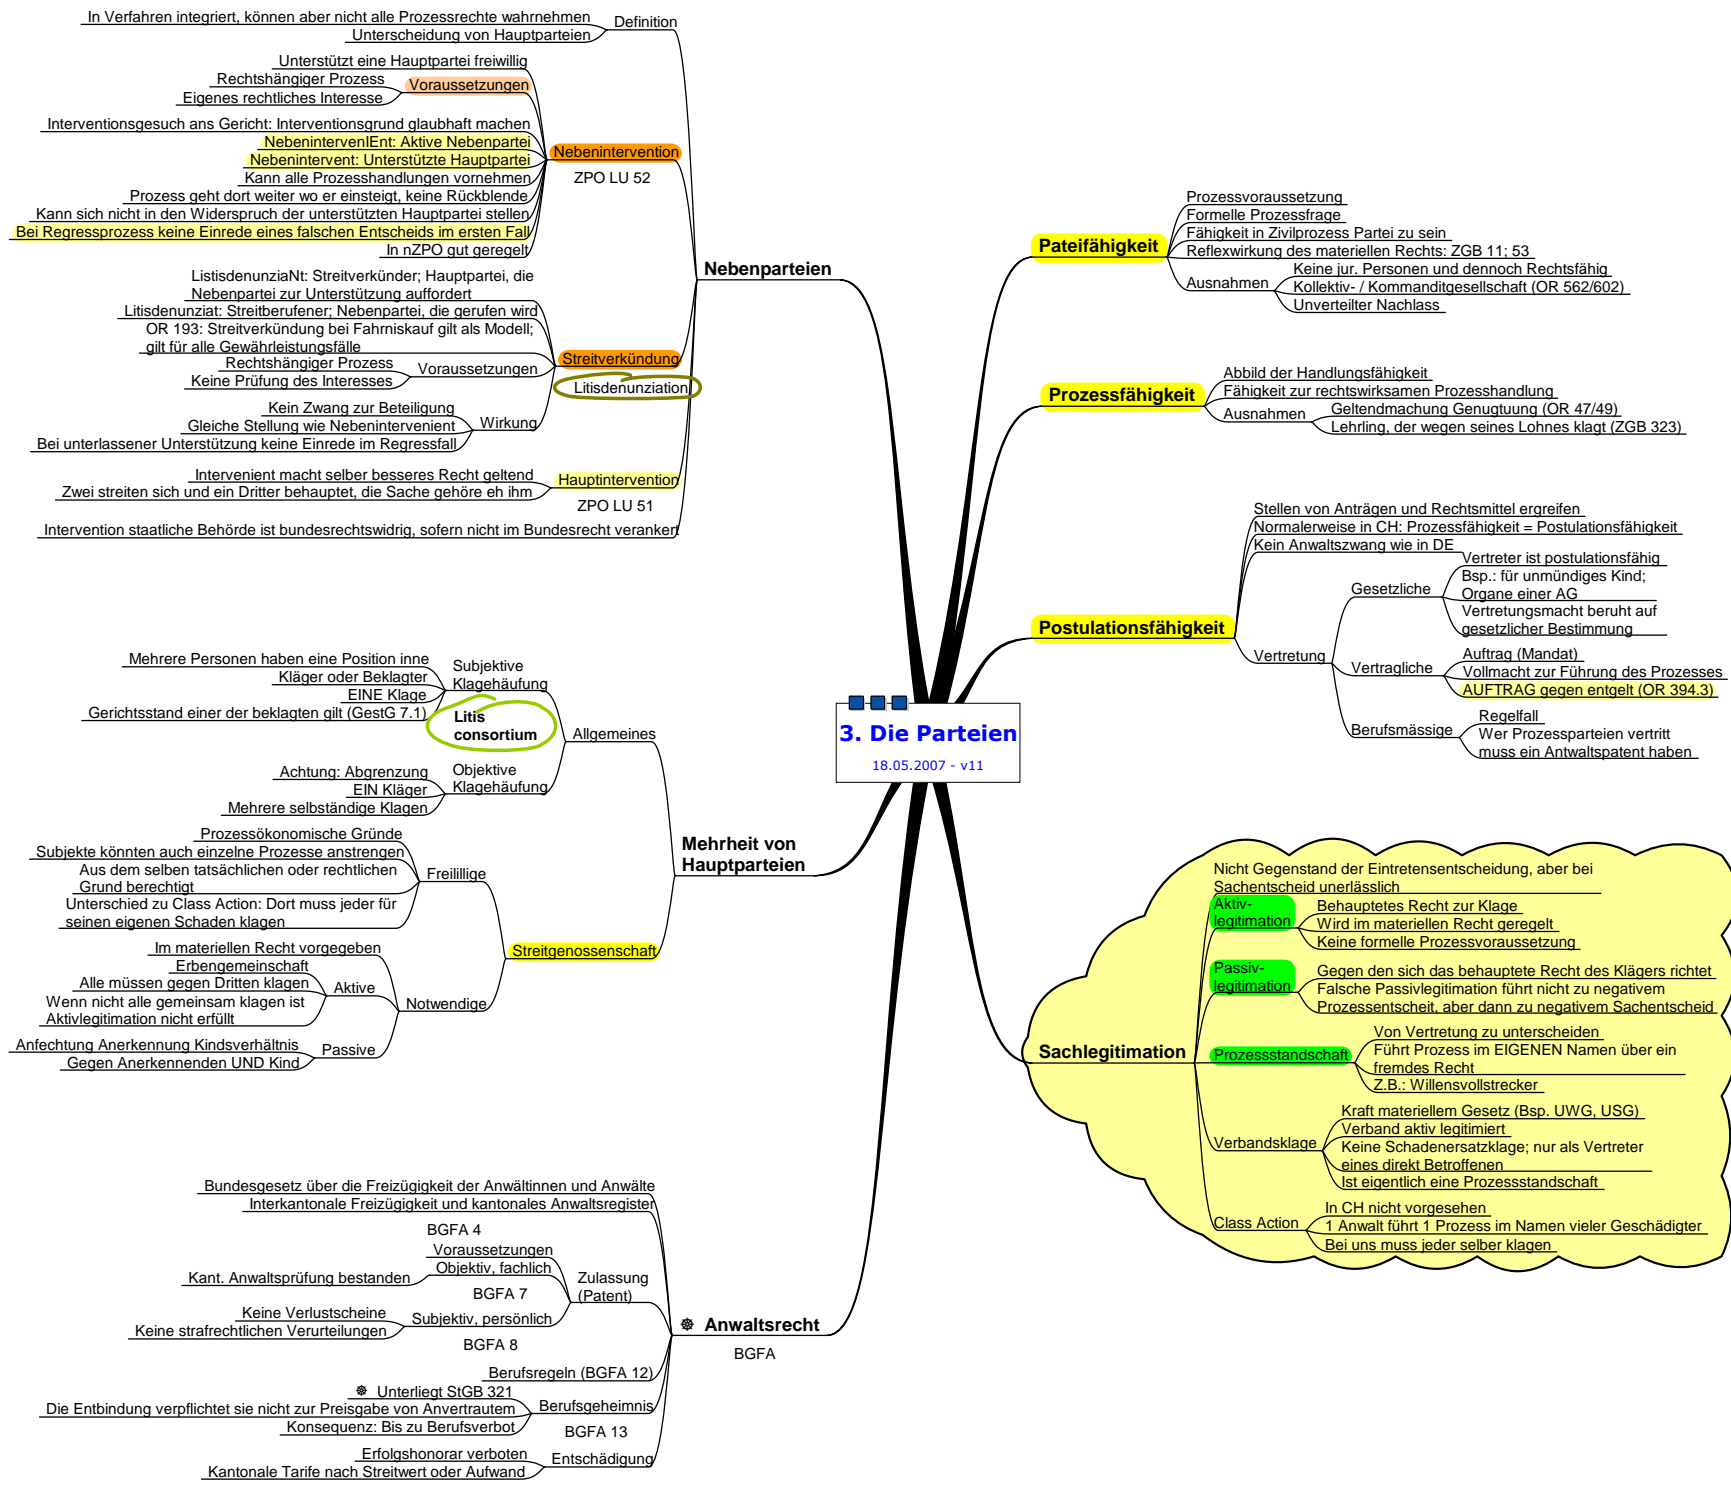 3. Die Parteien
18.05.2007 - v11
Pateifähigkeit
Prozessvoraussetzung
Formelle Prozessfrage
Fähigkeit in Zivilprozess Partei zu sein
Reflexwirkung des materiellen Rechts: ZGB 11; 53
Ausnahmen
Keine jur. Personen und dennoch Rechtsfähig
Kollektiv- / Kommanditgesellschaft (OR 562/602)
Unverteilter Nachlass
Prozessfähigkeit
Abbild der Handlungsfähigkeit
Fähigkeit zur rechtswirksamen Prozesshandlung
Ausnahmen
Geltendmachung Genugtuung (OR 47/49)
Lehrling, der wegen seines Lohnes klagt (ZGB 323)
Postulationsfähigkeit
Stellen von Anträgen und Rechtsmittel ergreifen
Normalerweise in CH: Prozessfähigkeit = Postulationsfähigkeit
Kein Anwaltszwang wie in DE
Vertretung
Gesetzliche
Vertreter ist postulationsfähig
Bsp.: für unmündiges Kind;
Organe einer AG
Vertretungsmacht beruht auf
gesetzlicher Bestimmung
Vertragliche
Auftrag (Mandat)
Vollmacht zur Führung des Prozesses
AUFTRAG gegen entgelt (OR 394.3)
Berufsmässige
Regelfall
Wer Prozessparteien vertritt
muss ein Antwaltspatent haben
Sachlegitimation
Nicht Gegenstand der Eintretensentscheidung, aber bei
Sachentscheid unerlässlich
Aktiv-
legitimation
Behauptetes Recht zur Klage
Wird im materiellen Recht geregelt
Keine formelle Prozessvoraussetzung
Passiv-
legitimation
Gegen den sich das behauptete Recht des Klägers richtet
Falsche Passivlegitimation führt nicht zu negativem
Prozessentscheit, aber dann zu negativem Sachentscheid
Prozessstandschaft
Von Vertretung zu unterscheiden
Führt Prozess im EIGENEN Namen über ein
fremdes Recht
Z.B.: Willensvollstrecker
Verbandsklage
Kraft materiellem Gesetz (Bsp. UWG, USG)
Verband aktiv legitimiert
Keine Schadenersatzklage; nur als Vertreter
eines direkt Betroffenen
Ist eigentlich eine Prozessstandschaft
Class Action
In CH nicht vorgesehen
1 Anwalt führt 1 Prozess im Namen vieler Geschädigter
Bei uns muss jeder selber klagen
Nebenparteien
Definition
In Verfahren integriert, können aber nicht alle Prozessrechte wahrnehmen
Unterscheidung von Hauptparteien
Nebenintervention
ZPO LU 52
Unterstützt eine Hauptpartei freiwillig
Voraussetzungen
Rechtshängiger Prozess
Eigenes rechtliches Interesse
Interventionsgesuch ans Gericht: Interventionsgrund glaubhaft machen
NebenintervenIEnt: Aktive Nebenpartei
Nebenintervent: Unterstützte Hauptpartei
Kann alle Prozesshandlungen vornehmen
Prozess geht dort weiter wo er einsteigt, keine Rückblende
Kann sich nicht in den Widerspruch der unterstützten Hauptpartei stellen
Bei Regressprozess keine Einrede eines falschen Entscheids im ersten Fall
In nZPO gut geregelt
Streitverkündung
Litisdenunziation
ListisdenunziaNt: Streitverkünder; Hauptpartei, die
Nebenpartei zur Unterstützung auffordert
Litisdenunziat: Streitberufener; Nebenpartei, die gerufen wird
OR 193: Streitverkündung bei Fahrniskauf gilt als Modell;
gilt für alle Gewährleistungsfälle
Voraussetzungen
Rechtshängiger Prozess
Keine Prüfung des Interesses
Wirkung
Kein Zwang zur Beteiligung
Gleiche Stellung wie Nebenintervenient
Bei unterlassener Unterstützung keine Einrede im Regressfall
Hauptintervention
ZPO LU 51
Intervenient macht selber besseres Recht geltend
Zwei streiten sich und ein Dritter behauptet, die Sache gehöre eh ihm
Intervention staatliche Behörde ist bundesrechtswidrig, sofern nicht im Bundesrecht verankert
Mehrheit von
Hauptparteien
Allgemeines
Subjektive
Klagehäufung
Litis
consortium
Mehrere Personen haben eine Position inne
Kläger oder Beklagter
EINE Klage
Gerichtsstand einer der beklagten gilt (GestG 7.1)
Objektive
Klagehäufung
Achtung: Abgrenzung
EIN Kläger
Mehrere selbständige Klagen
Streitgenossenschaft
Freilillige
Prozessökonomische Gründe
Subjekte könnten auch einzelne Prozesse anstrengen
Aus dem selben tatsächlichen oder rechtlichen
Grund berechtigt
Unterschied zu Class Action: Dort muss jeder für
seinen eigenen Schaden klagen
Notwendige
Im materiellen Recht vorgegeben
Aktive
Erbengemeinschaft
Alle müssen gegen Dritten klagen
Wenn nicht alle gemeinsam klagen ist
Aktivlegitimation nicht erfüllt
Passive
Anfechtung Anerkennung Kindsverhältnis
Gegen Anerkennenden UND Kind
Anwaltsrecht
BGFA
Bundesgesetz über die Freizügigkeit der Anwältinnen und Anwälte
Interkantonale Freizügigkeit und kantonales Anwaltsregister
BGFA 4
Zulassung
(Patent)
Voraussetzungen
Objektiv, fachlich
BGFA 7
Kant. Anwaltsprüfung bestanden
Subjektiv, persönlich
BGFA 8
Keine Verlustscheine
Keine strafrechtlichen Verurteilungen
Berufsregeln (BGFA 12)
Berufsgeheimnis
BGFA 13
Unterliegt StGB 321
Die Entbindung verpflichtet sie nicht zur Preisgabe von Anvertrautem
Konsequenz: Bis zu Berufsverbot
Entschädigung
Erfolgshonorar verboten
Kantonale Tarife nach Streitwert oder Aufwand